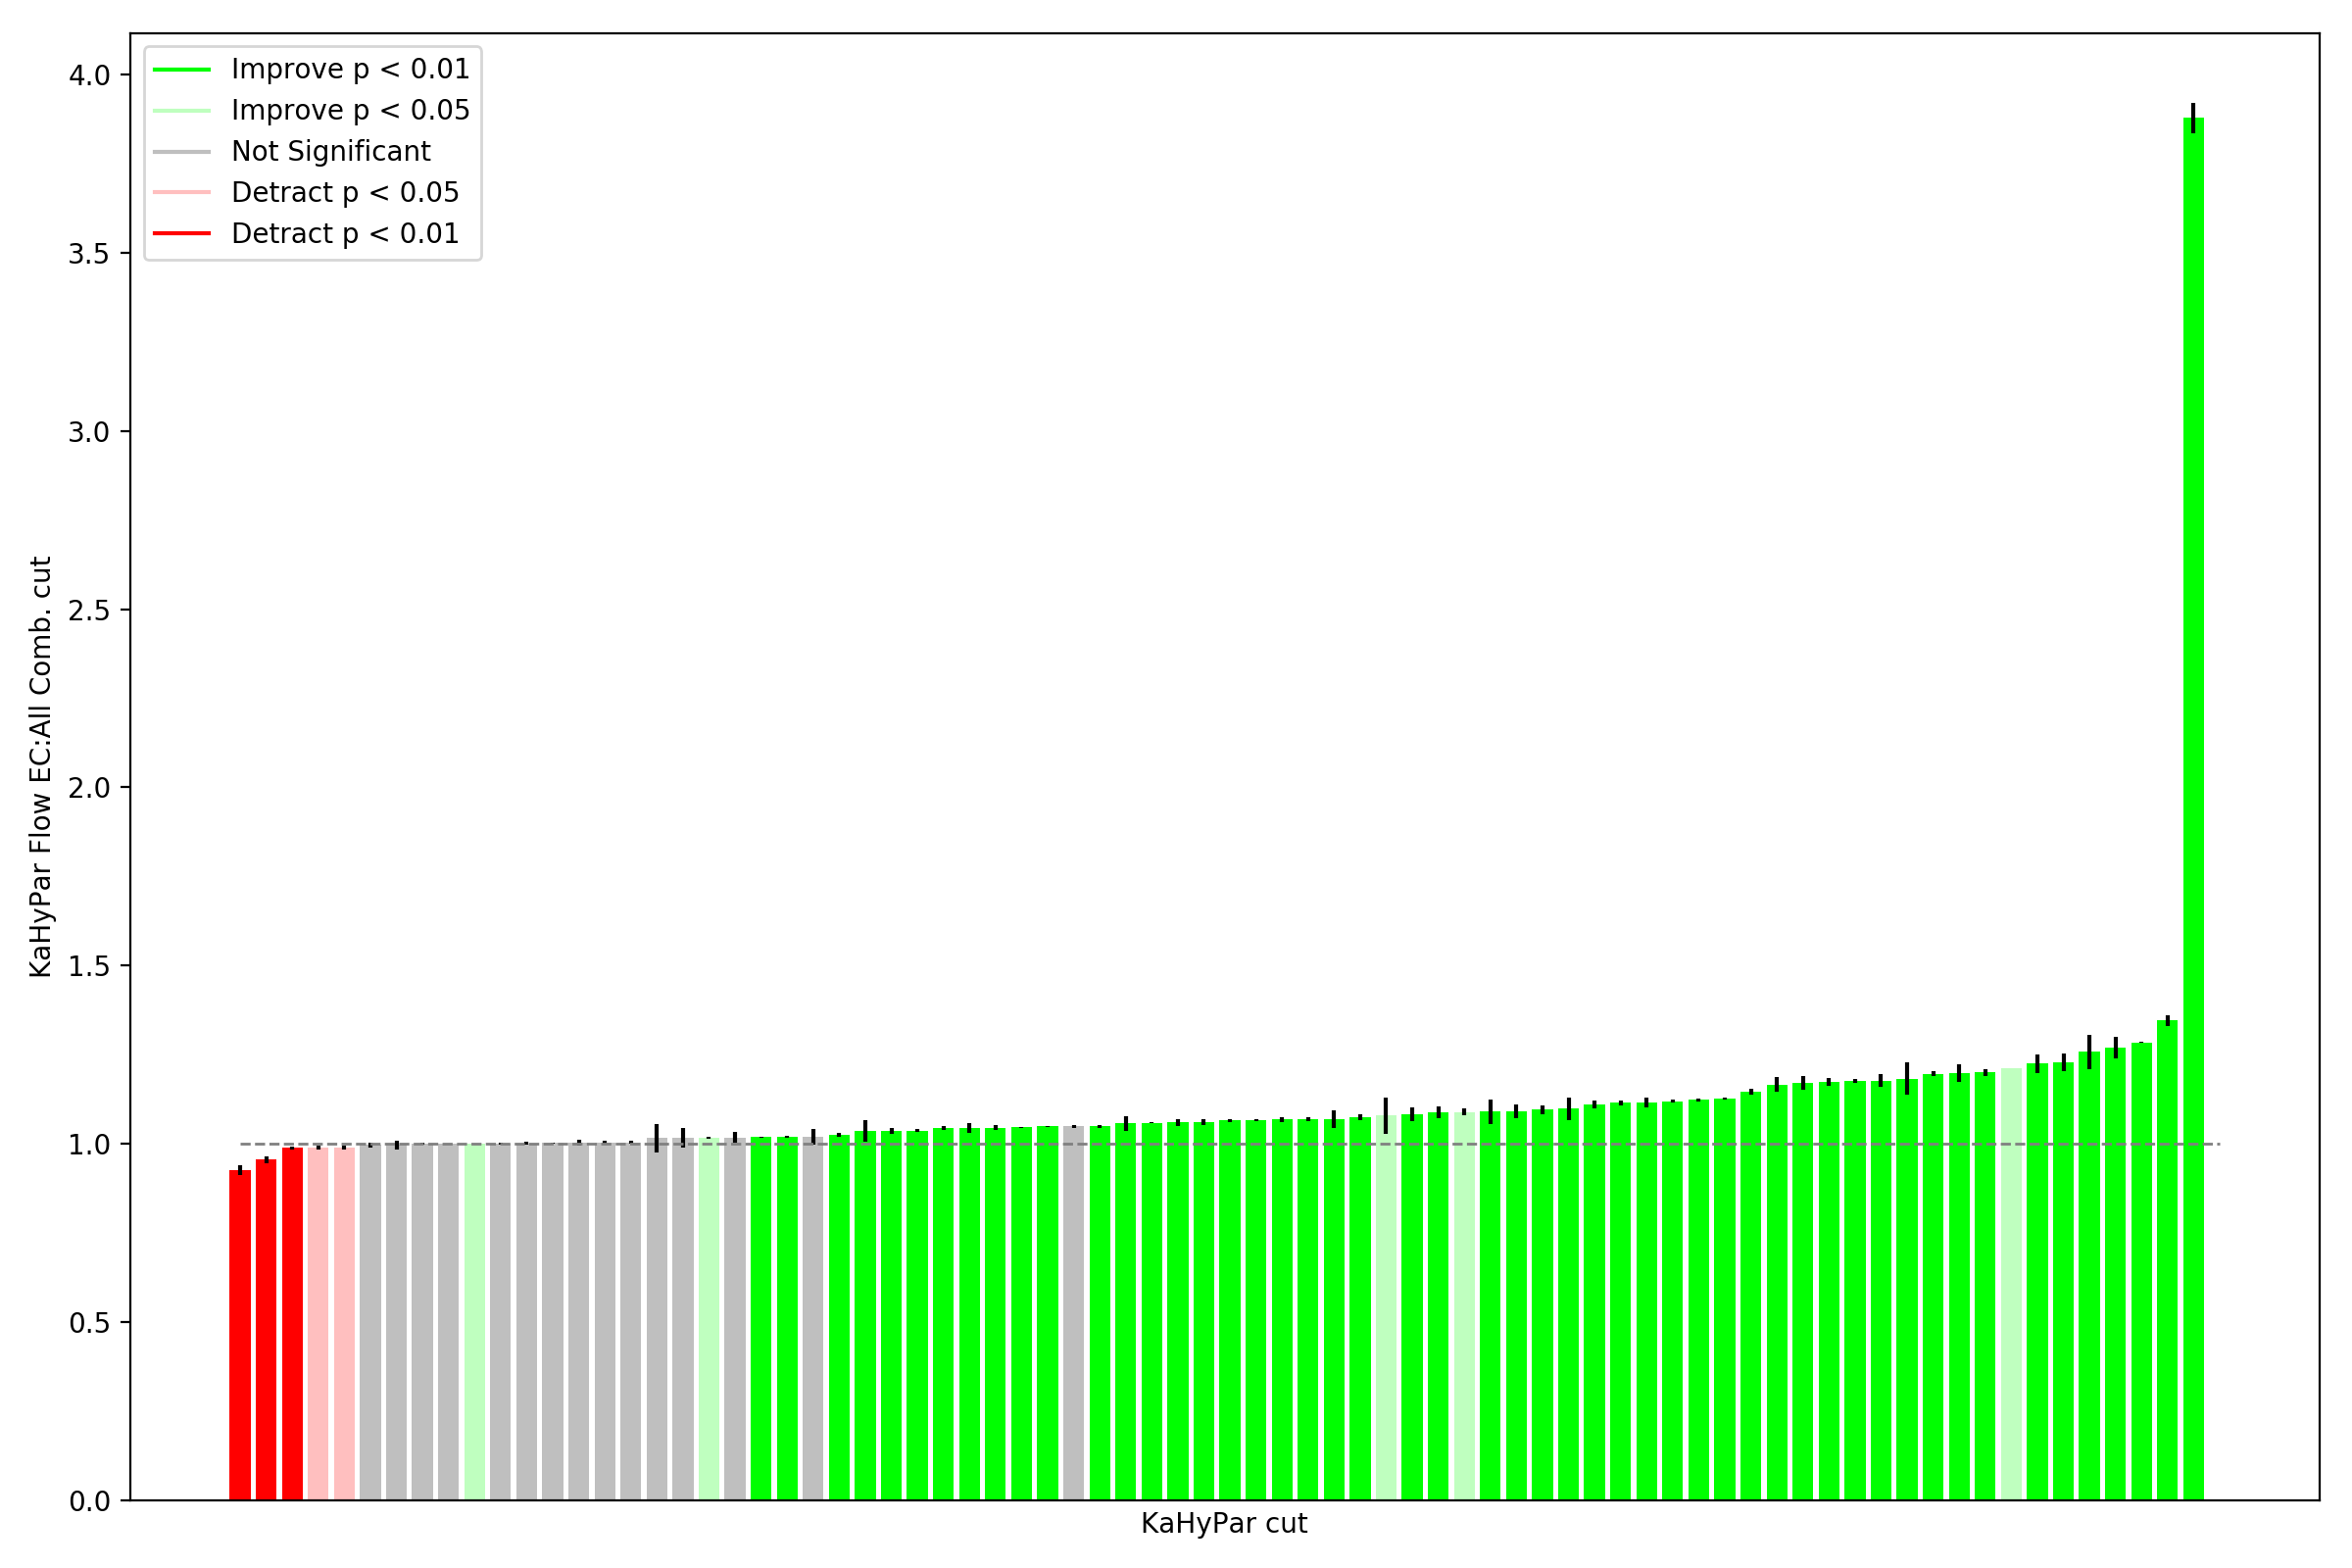 Improve p < 0.01
Improve p < 0.05
Not Significant
Detract p < 0.05
Detract p < 0.01
4.0
3.5
3.0
2.5
2.0
1.5
1.0
0.5
0.0
KaHyPar Flow EC:All Comb. cut
KaHyPar cut